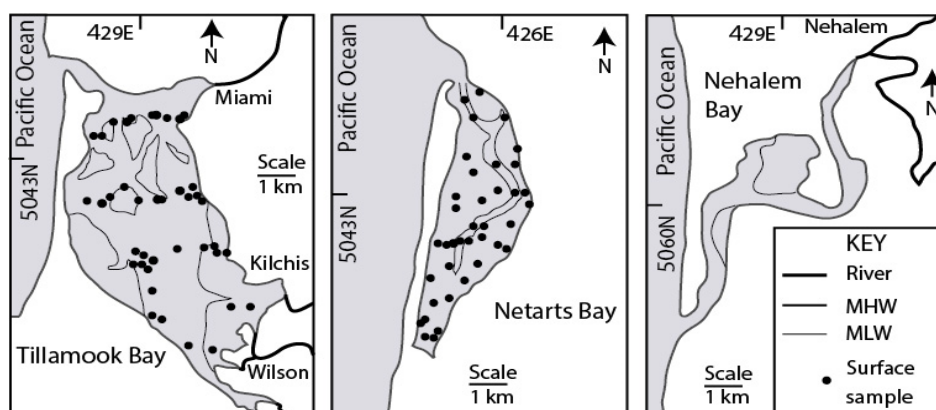 Pacific Ocean
429E
N
Miami
Scale
1 km
5043N
Kilchis
Tillamook Bay
Wilson
Pacific Ocean
426E
N
5043N
Netarts Bay
Scale
1 km
Pacific Ocean
429E
Nehalem
Nehalem
Bay
N
5060N
Scale
1 km
KEY
River
MHW
MLW
Surface
sample